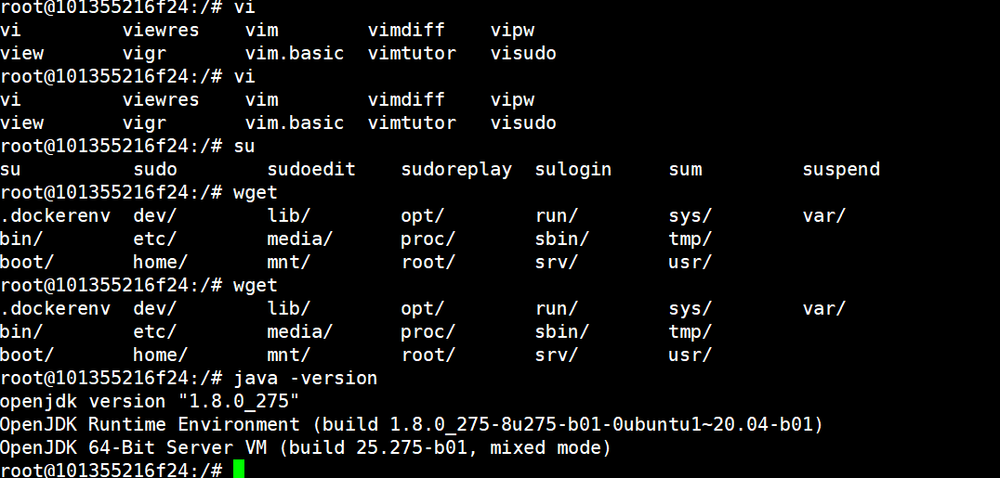 root@101355216f24:/# vi
vi viewres vim vimdiff vipw
view vigr vim.basic vimtutor visudo
root@101355216f24:/# vi
vi viewres vim vimdiff vipw
view vigr vim.basic vimtutor visudo
root@101355216f24:/# su
su sudo sudoedit sudoreplay sulogin sum suspend
root@101355216f24:/# wget
.dockerenv dev/ lib/ opt/ run/ sys/ var/
bin/ etc/ media/ proc/ sbin/ tmp/
boot/ home/ mnt/ root/ srv/ usr/
root@101355216f24:/# wget
.dockerenv dev/ lib/ opt/ run/ sys/ var/
bin/ etc/ media/ proc/ sbin/ tmp/
boot/ home/ mnt/ root/ srv/ usr/
root@101355216f24:/# java -version
openjdk version "1.8.0_275"
OpenJDK Runtime Environment (build 1.8.0_275-8u275-b01-0ubuntu1~20.04-b01)
OpenJDK 64-Bit Server VM (build 25.275-b01, mixed mode)
root@101355216f24:/#